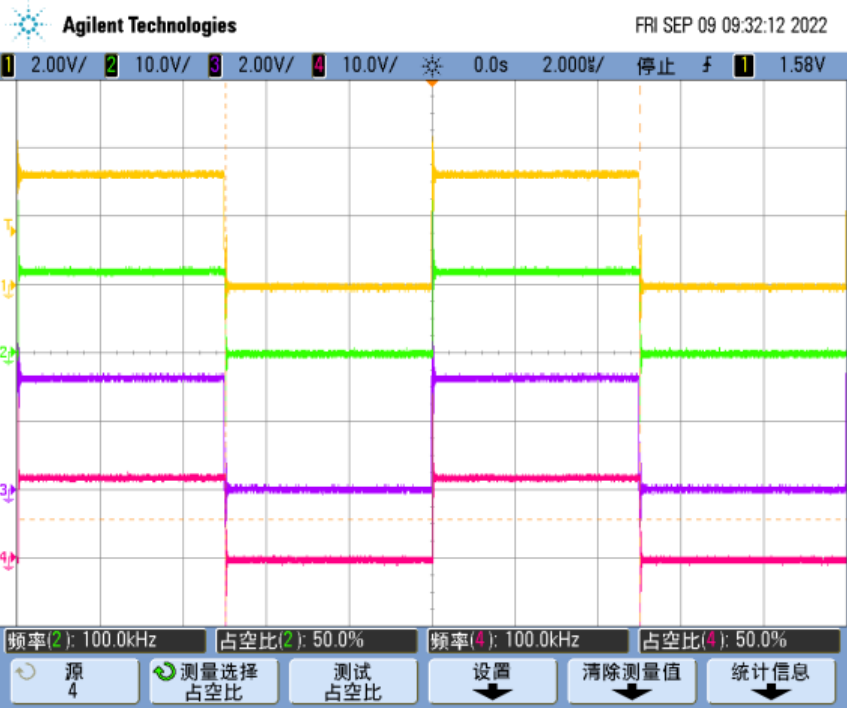 Agilent Technologies FRI SEP 09 09:32:12 2022
1 2.00V/ 2 10.0V/ 3 2.00V/ 4 10.0V/ 0.0s 2.000㎲/ 停止 1 1.58V
T
1
2
3
4
频率(2): 100.0kHz 占空比(2): 50.0% 频率(4): 100.0kHz 占空比(4): 50.0%
源 测量选择 测试 设置 清除测量值 统计信息
4 占空比 占空比